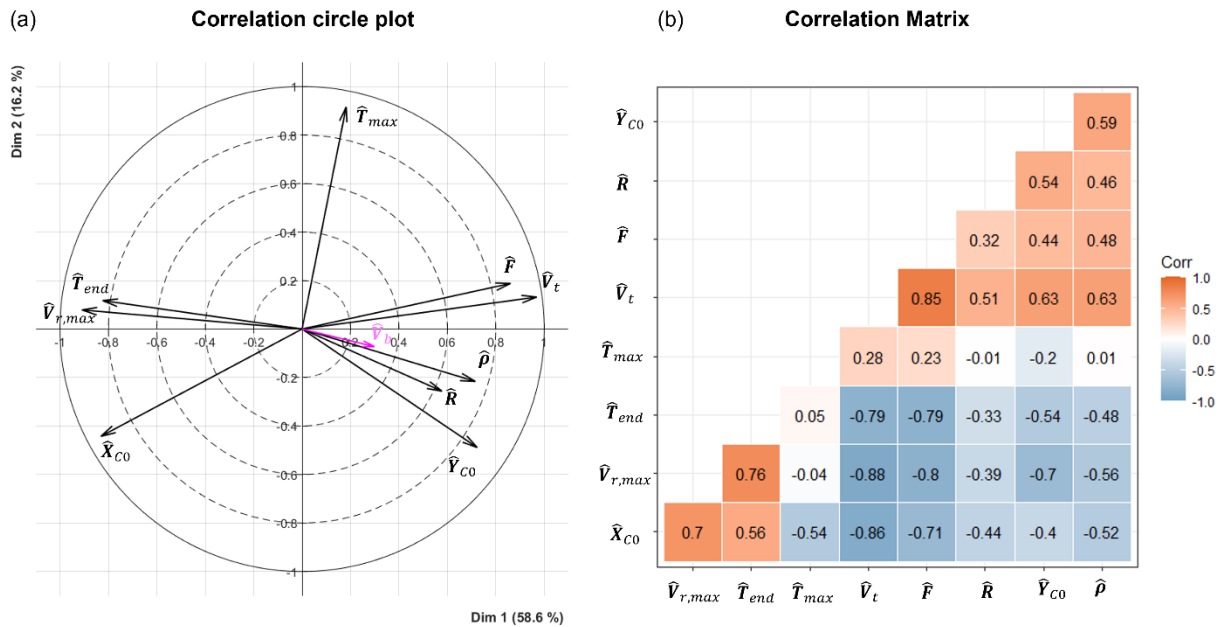 (a) Correlation circle plot
Dim 2 (16.2 %)
1
0.8
0.6
0.4
0.2
-0.2
-0.4
-0.6
-0.8
-1
-1 -0.8 -0.6 -0.4 -0.2 0 0.2 0.4 0.6 0.8 1
T̂max
F̂
V̂t
T̂end
V̂r,max
ρ̂
R̂
X̂C0
ŶC0
Dim 1 (58.6 %)
(b) Correlation Matrix
ŶC0 0.59
R̂ 0.54 0.46
F̂ 0.32 0.44 0.48
V̂t 0.85 0.51 0.63 0.63
T̂max 0.28 0.23 -0.01 -0.2 0.01
T̂end 0.05 -0.79 -0.79 -0.33 -0.54 -0.48
V̂r,max 0.76 -0.04 -0.88 -0.8 -0.39 -0.7 -0.56
X̂C0 0.7 0.56 -0.54 -0.86 -0.71 -0.44 -0.4 -0.52
V̂r,max T̂end T̂max V̂t F̂ R̂ ŶC0 ρ̂
Corr
1.0
0.5
0.0
-0.5
-1.0